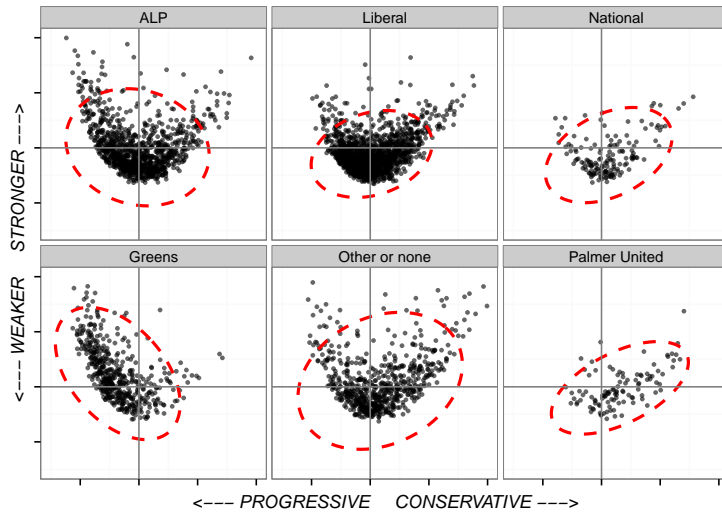 ALP
Liberal
National
Greens
Other or none
Palmer United
<−−− WEAKER STRONGER −−−>
<−−− PROGRESSIVE CONSERVATIVE −−−>